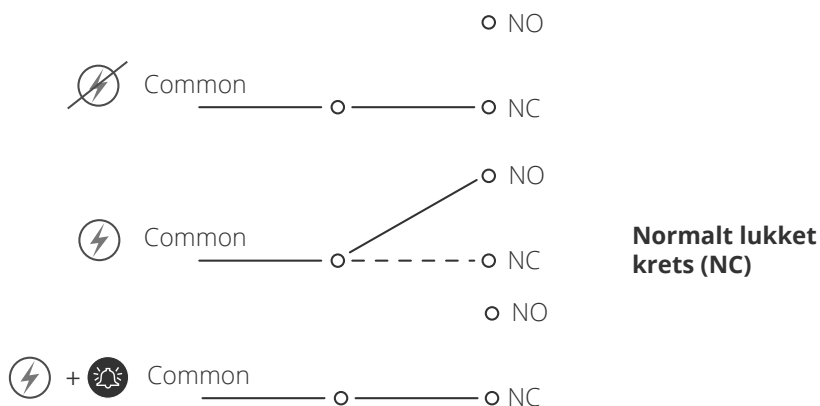 NO
Common
NC
NO
Common
NC
Normalt lukket
krets (NC)
NO
+
Common
NC